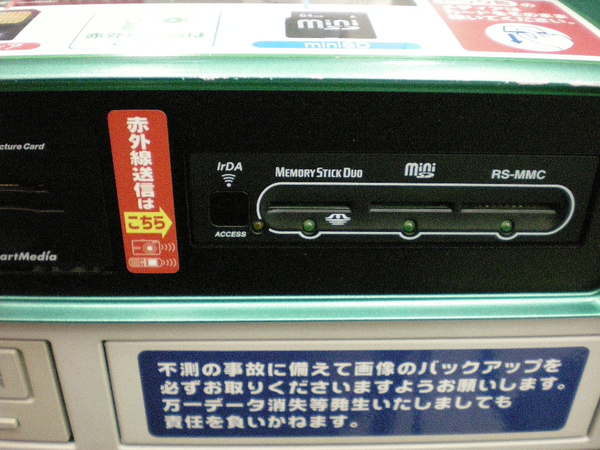 mini
miniSD
icture Card
artMedia
赤外線送信は
こちら
IrDA
ACCESS
MEMORY STICK DUO
mini
SD
RS-MMC
不測の事故に備えて画像のバックアップを
必ずお取りくださいますようお願いします。
万一データ消失等発生いたしましても
責任を負いかねます。